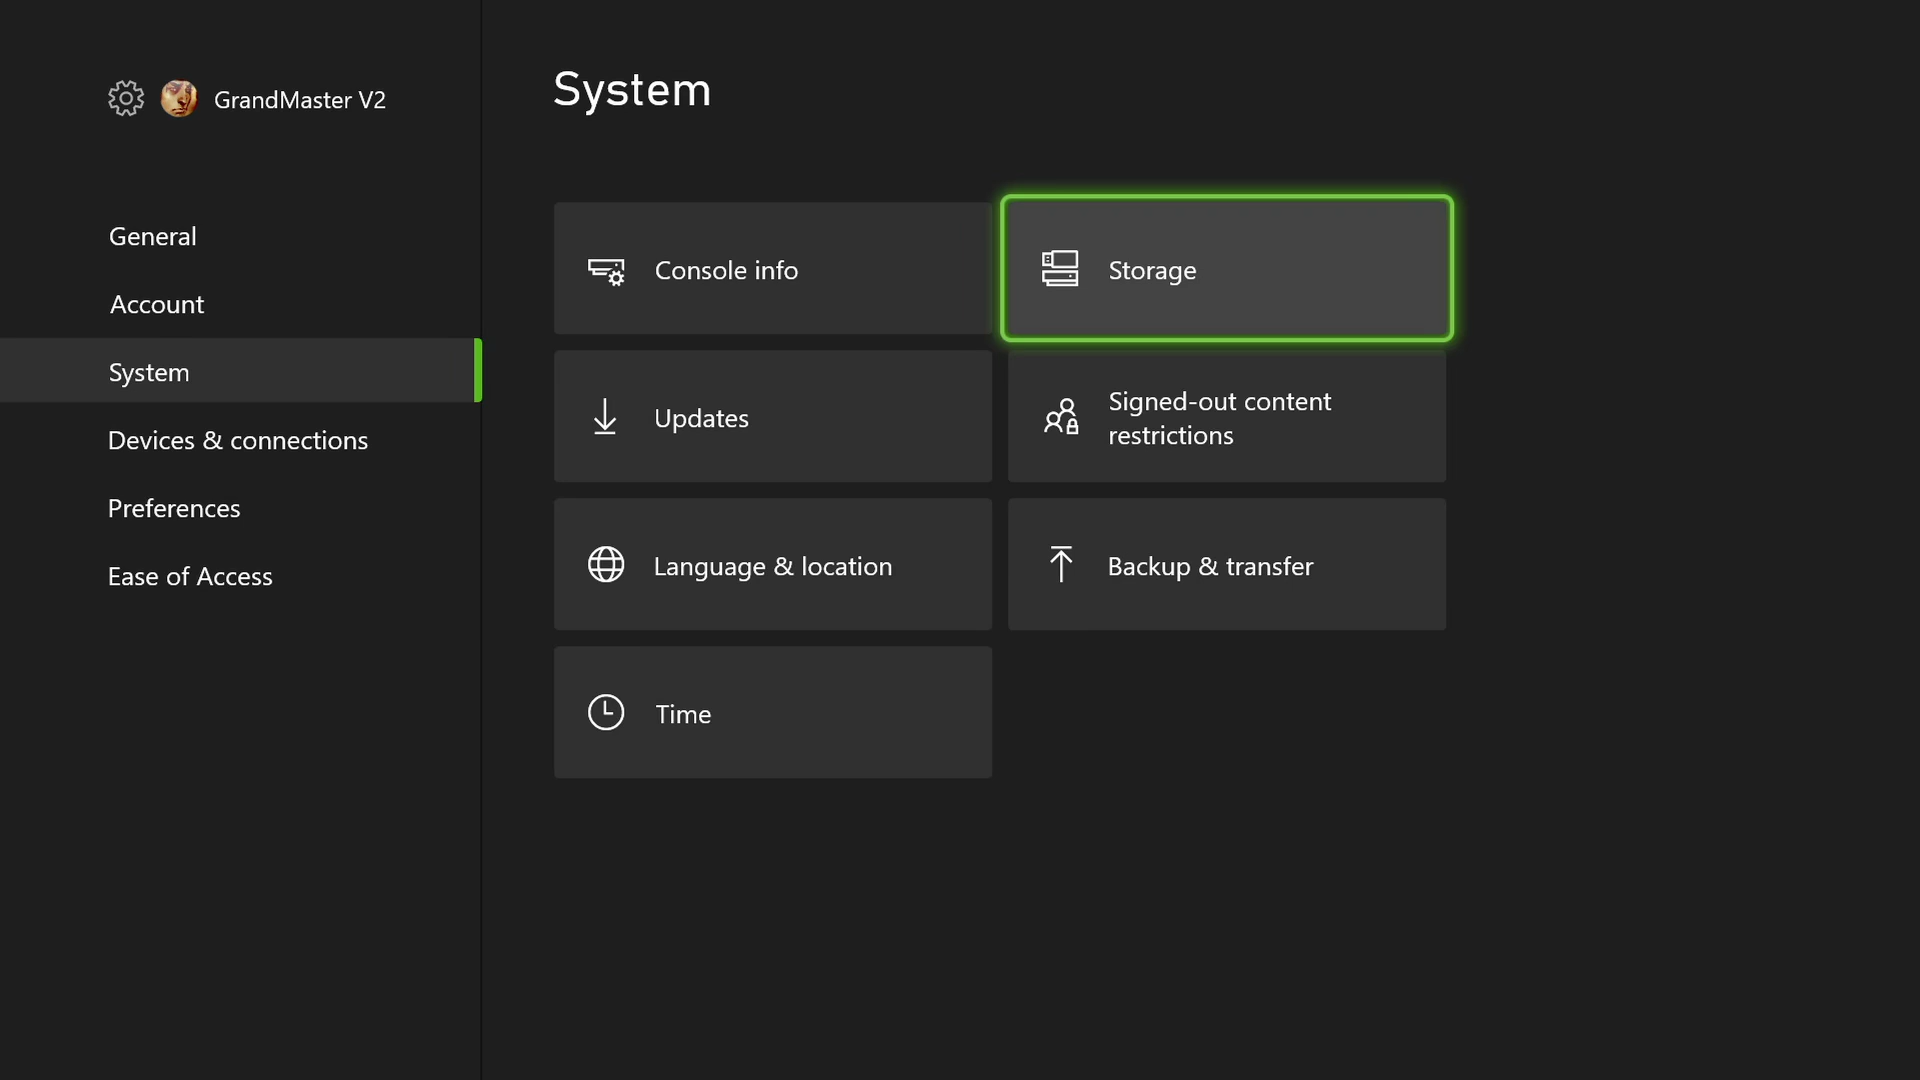 GrandMaster V2
General
Account
System
Devices & connections
Preferences
Ease of Access
System
Console info
Storage
Updates
Signed-out content
restrictions
Language & location
Backup & transfer
Time